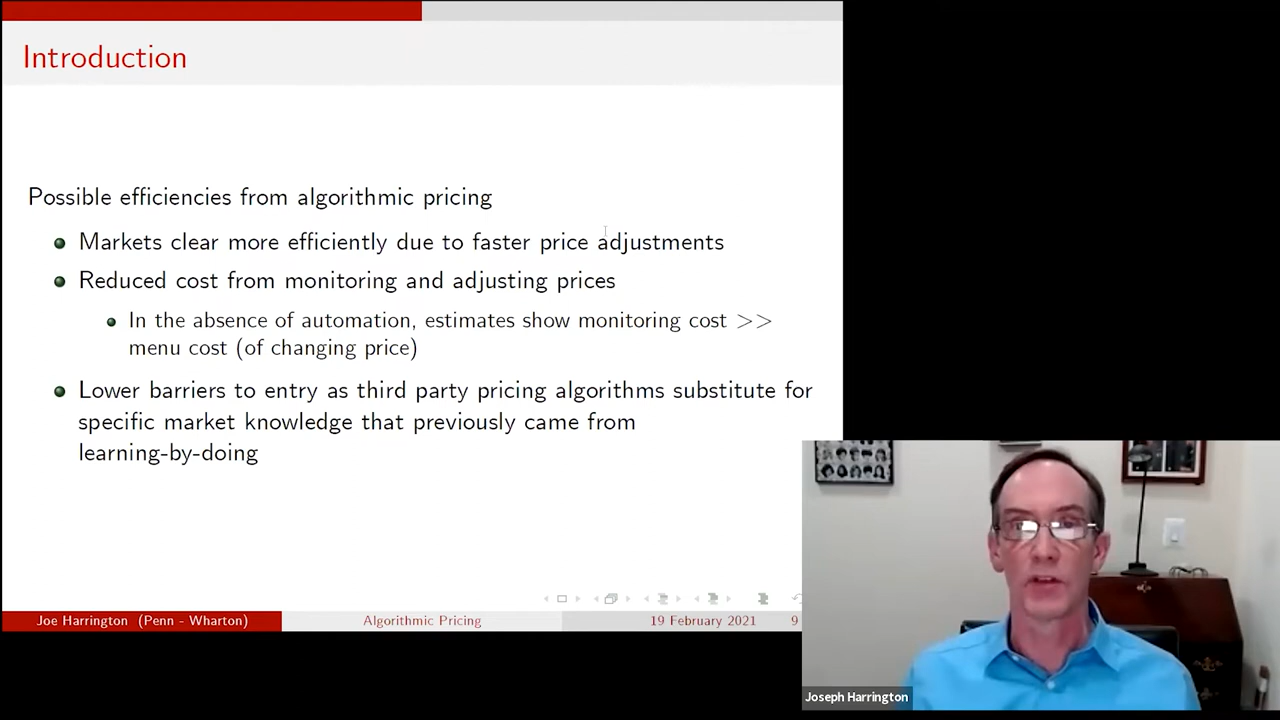 Introduction
Possible efficiencies from algorithmic pricing
Markets clear more efficiently due to faster price adjustments
Reduced cost from monitoring and adjusting prices
In the absence of automation, estimates show monitoring cost >>
menu cost (of changing price)
Lower barriers to entry as third party pricing algorithms substitute for
specific market knowledge that previously came from
learning-by-doing
Joe Harrington (Penn - Wharton) Algorithmic Pricing 19 February 2021 9
Joseph Harrington